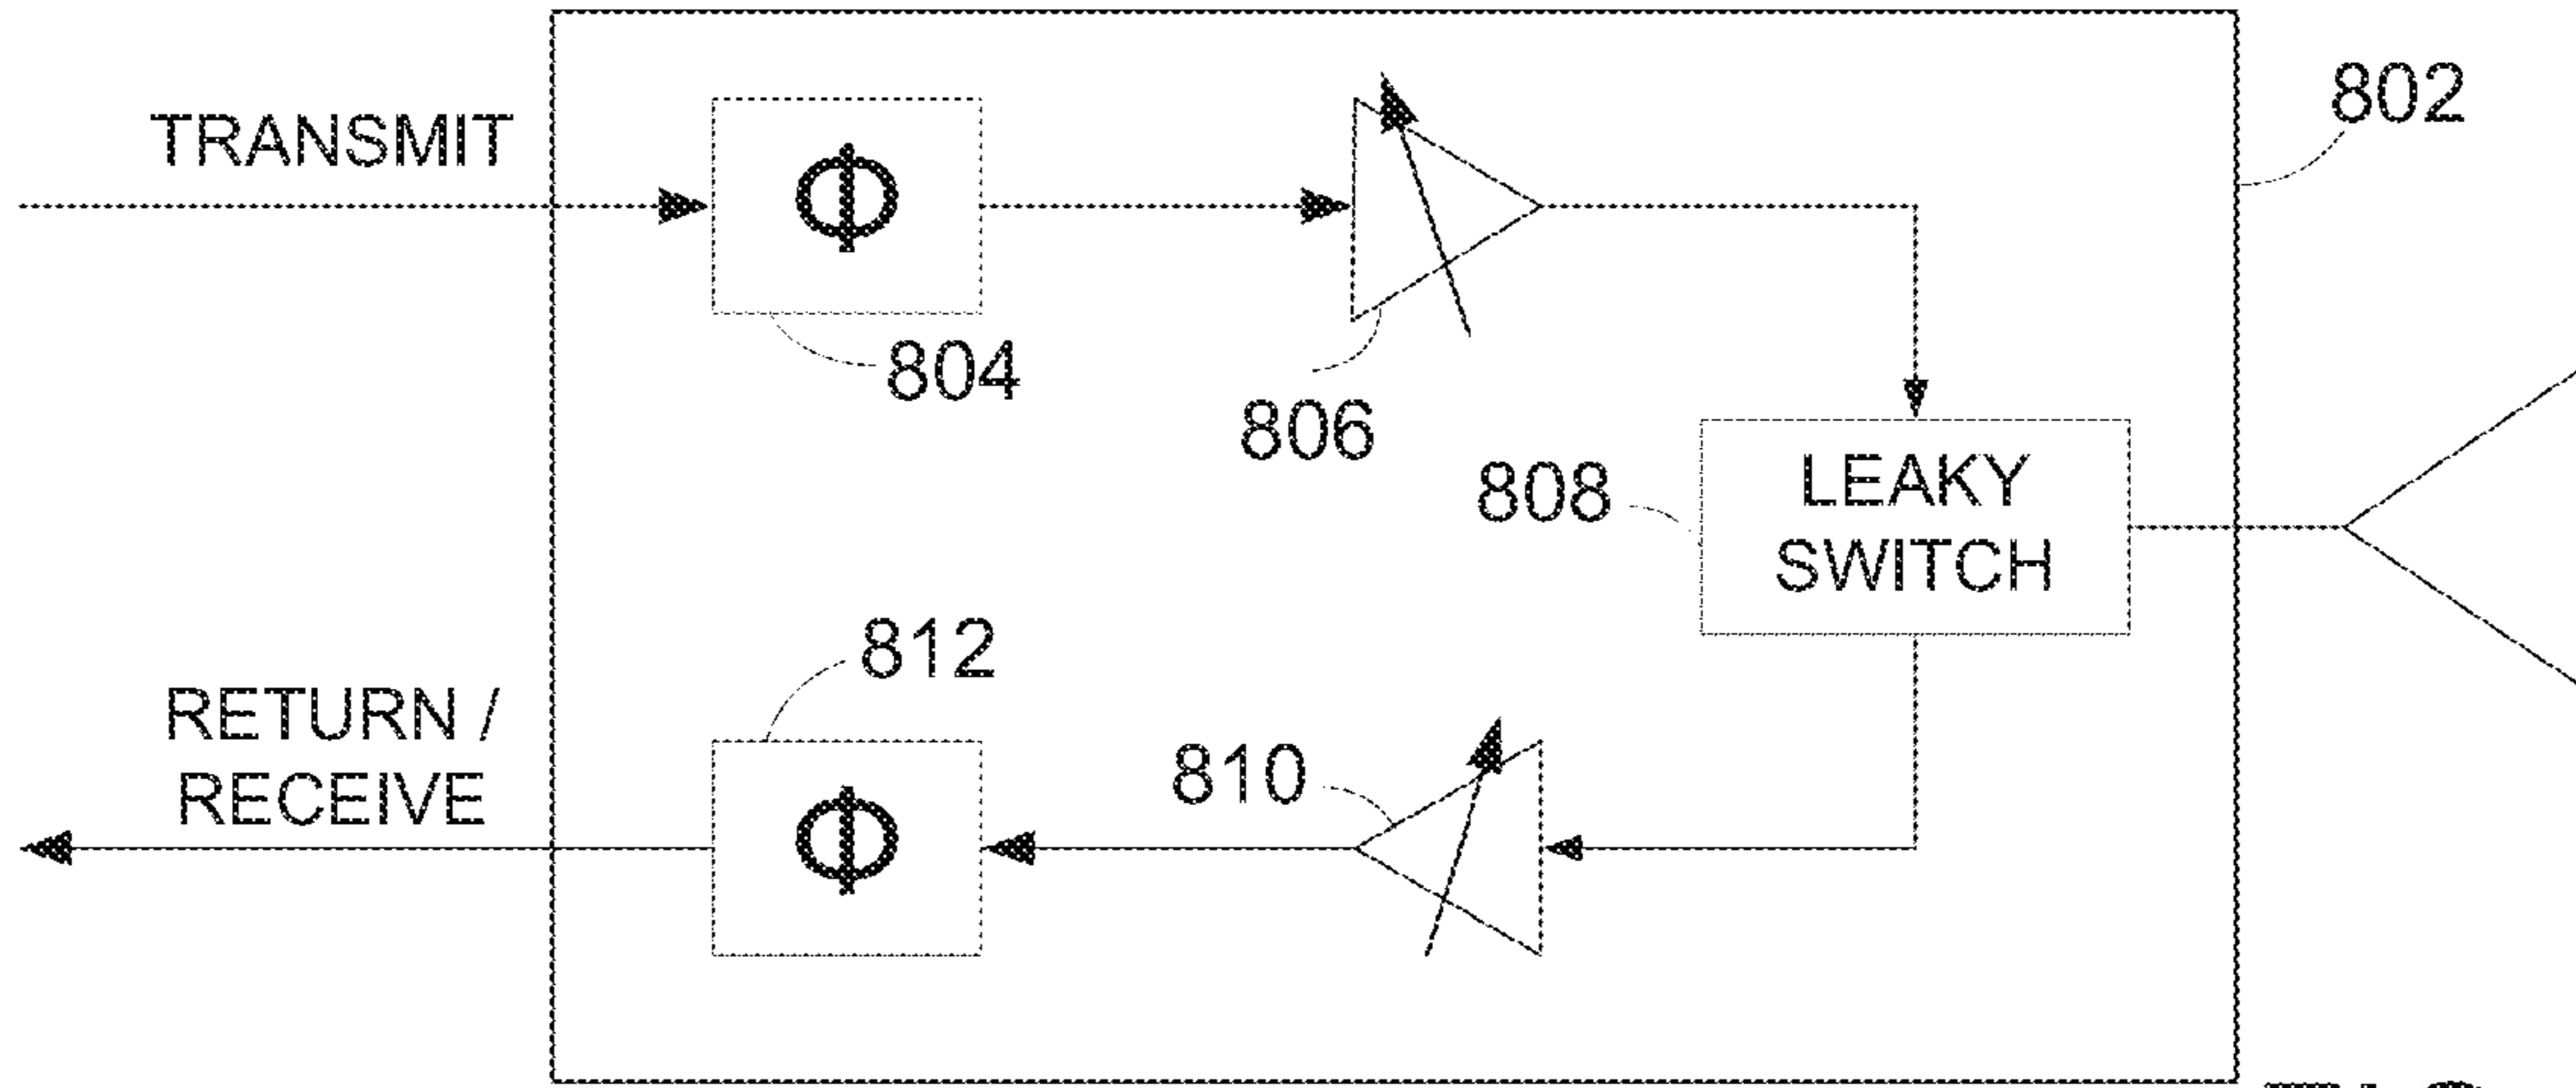 TRANSMIT
Φ
802
804
806
808
LEAKY
SWITCH
812
RETURN /
RECEIVE
810
Φ